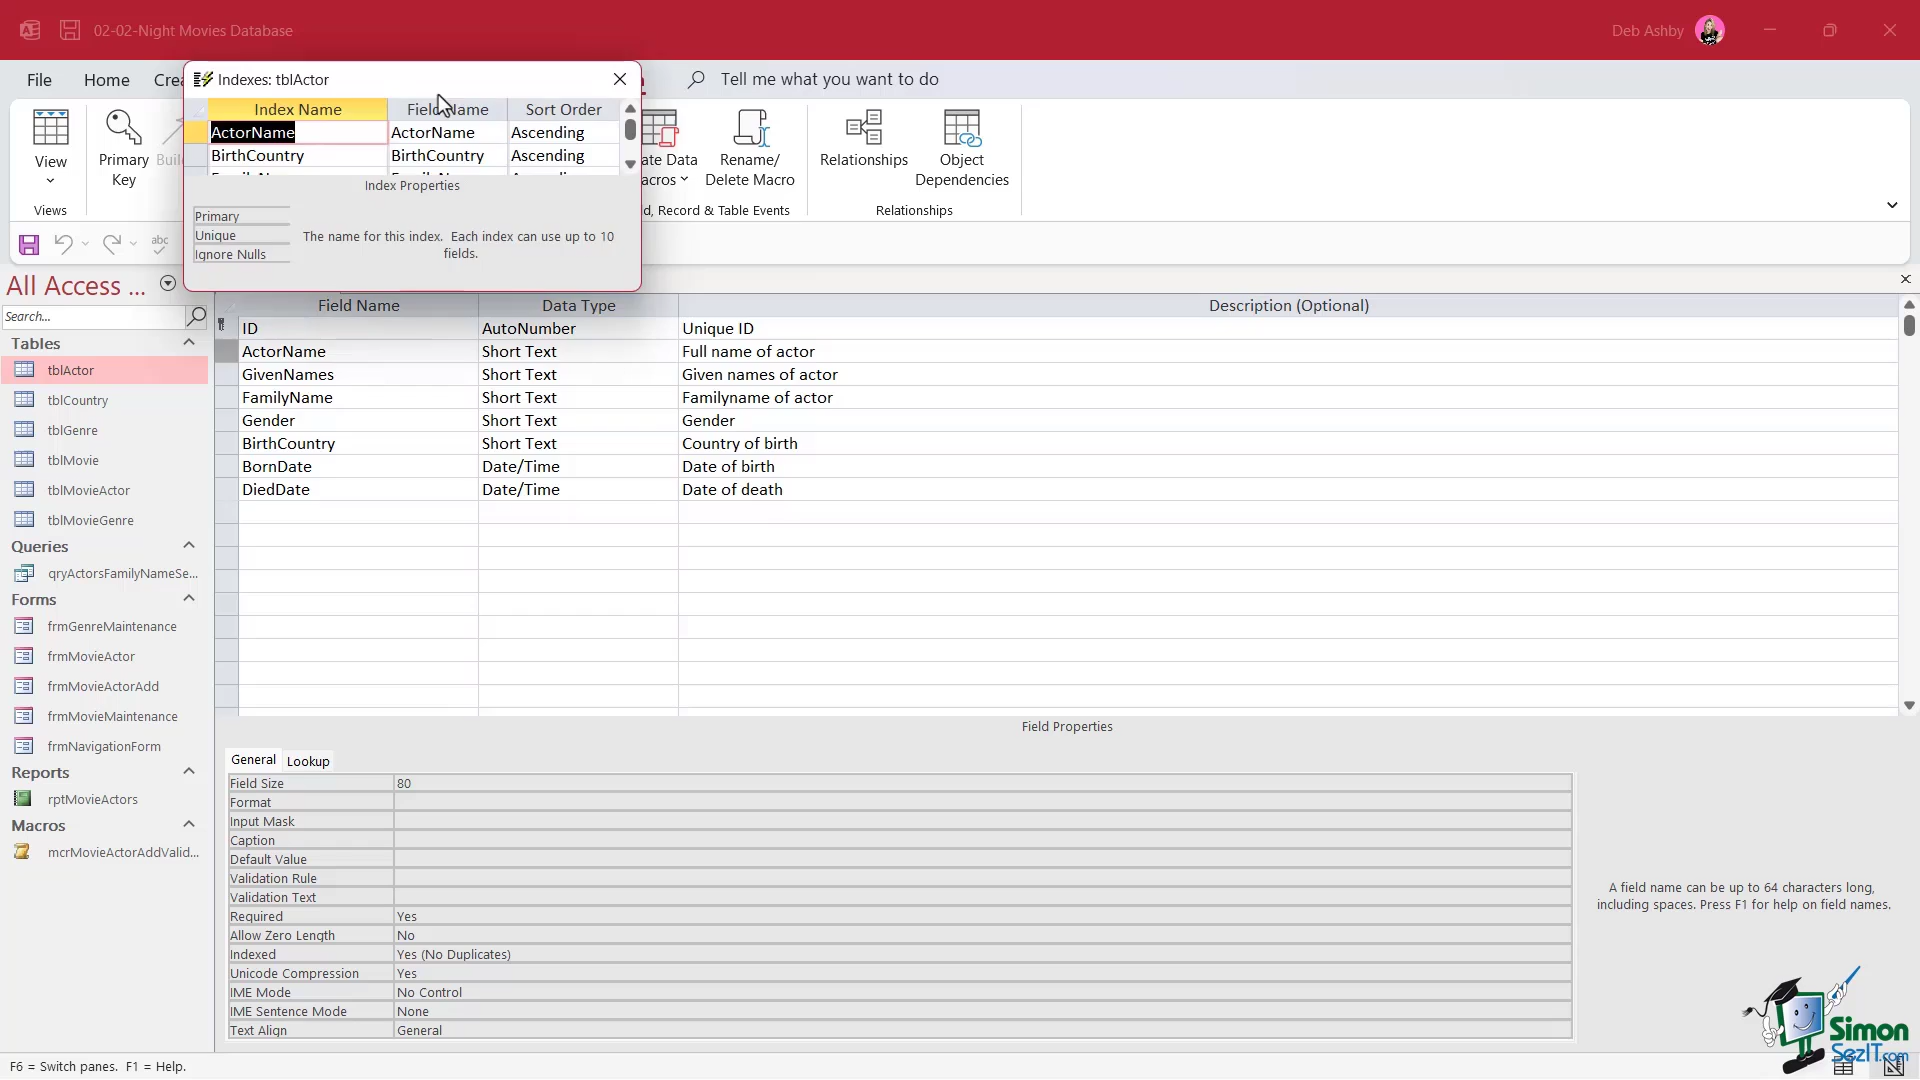 02-02-Night Movies Database
Deb Ashby
File
Home
Indexes: tblActor
Tell me what you want to do
Index Name
Field Name
Sort Order
ActorName
ActorName
Ascending
BirthCountry
BirthCountry
Ascending
Index Properties
Primary
Unique
Ignore Nulls
The name for this index. Each index can use up to 10
fields.
View
Primary
Key
Views
Rename/
Delete Macro
Relationships
Object
Dependencies
d, Record & Table Events
Relationships
All Access ...
Search...
Tables
tblActor
tblCountry
tblGenre
tblMovie
tblMovieActor
tblMovieGenre
Queries
qryActorsFamilyNameSe...
Forms
frmGenreMaintenance
frmMovieActor
frmMovieActorAdd
frmMovieMaintenance
frmNavigationForm
Reports
rptMovieActors
Macros
mcrMovieActorAddValid...
Field Name
Data Type
Description (Optional)
ID
AutoNumber
Unique ID
ActorName
Short Text
Full name of actor
GivenNames
Short Text
Given names of actor
FamilyName
Short Text
Familyname of actor
Gender
Short Text
Gender
BirthCountry
Short Text
Country of birth
BornDate
Date/Time
Date of birth
DiedDate
Date/Time
Date of death
Field Properties
General
Lookup
Field Size
80
Format
Input Mask
Caption
Default Value
Validation Rule
Validation Text
Required
Yes
Allow Zero Length
No
Indexed
Yes (No Duplicates)
Unicode Compression
Yes
IME Mode
No Control
IME Sentence Mode
None
Text Align
General
A field name can be up to 64 characters long,
including spaces. Press F1 for help on field names.
F6 = Switch panes. F1 = Help.
Simon
SezIT.com